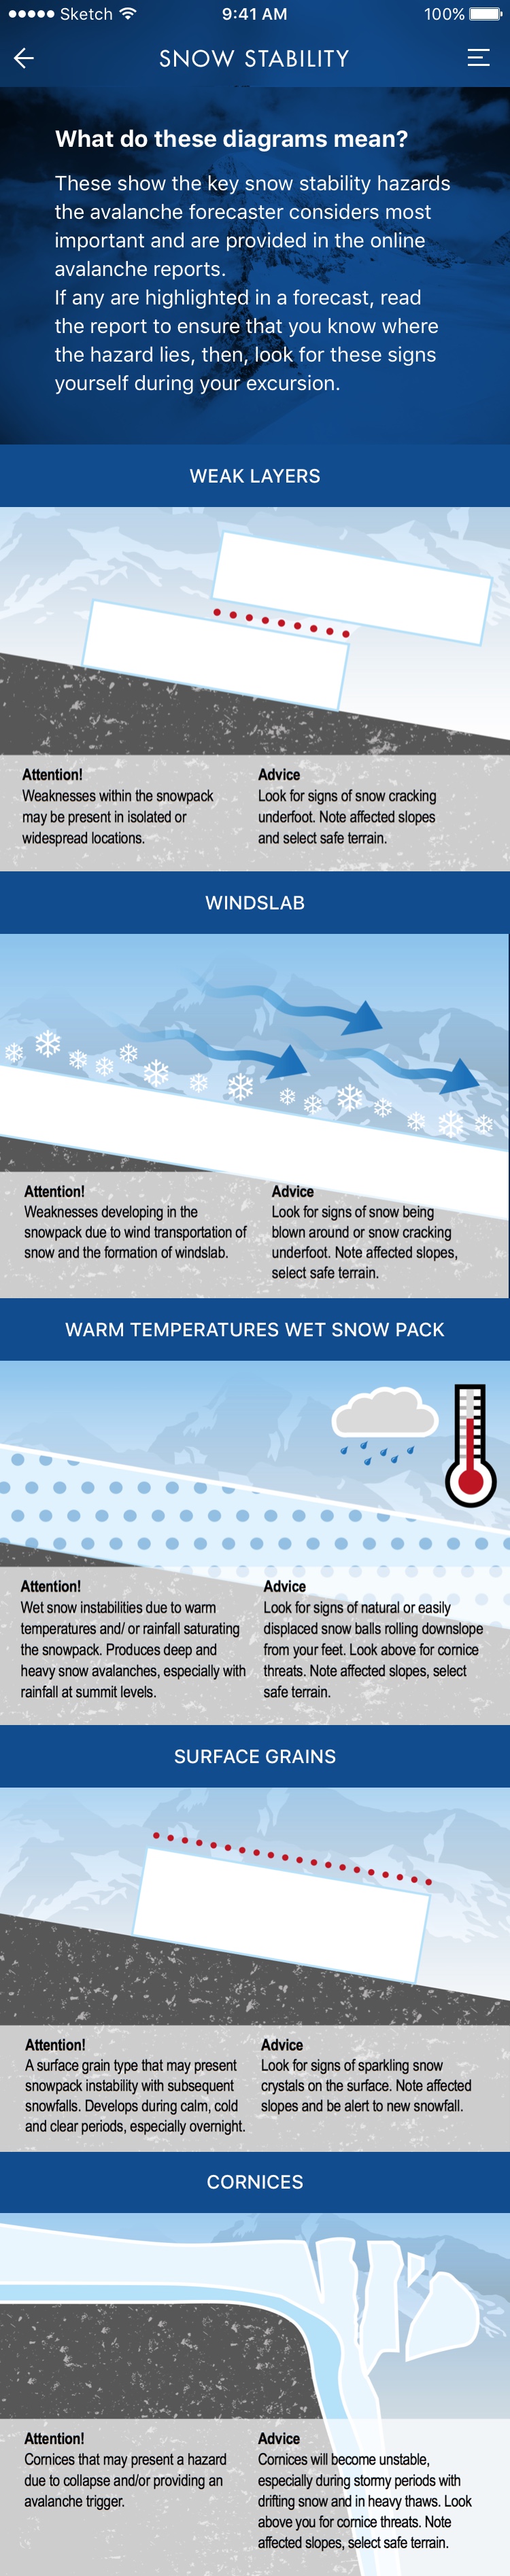 Sketch 9:41 AM 100%
SNOW STABILITY
What do these diagrams mean?
These show the key snow stability hazards
the avalanche forecaster considers most
important and are provided in the online
avalanche reports.
If any are highlighted in a forecast, read
the report to ensure that you know where
the hazard lies, then, look for these signs
yourself during your excursion.
WEAK LAYERS
Attention!
Weaknesses within the snowpack
may be present in isolated or
widespread locations.
Advice
Look for signs of snow cracking
underfoot. Note affected slopes
and select safe terrain.
WINDSLAB
Attention!
Weaknesses developing in the
snowpack due to wind transportation of
snow and the formation of windslab.
Advice
Look for signs of snow being
blown around or snow cracking
underfoot. Note affected slopes,
select safe terrain.
WARM TEMPERATURES WET SNOW PACK
Attention!
Wet snow instabilities due to warm
temperatures and/ or rainfall saturating
the snowpack. Produces deep and
heavy snow avalanches, especially with
rainfall at summit levels.
Advice
Look for signs of natural or easily
displaced snow balls rolling downslope
from your feet. Look above for cornice
threats. Note affected slopes, select
safe terrain.
SURFACE GRAINS
Attention!
A surface grain type that may present
snowpack instability with subsequent
snowfalls. Develops during calm, cold
and clear periods, especially overnight.
Advice
Look for signs of sparkling snow
crystals on the surface. Note affected
slopes and be alert to new snowfall.
CORNICES
Attention!
Cornices that may present a hazard
due to collapse and/or providing an
avalanche trigger.
Advice
Cornices will become unstable,
especially during stormy periods with
drifting snow and in heavy thaws. Look
above you for cornice threats. Note
affected slopes, select safe terrain.